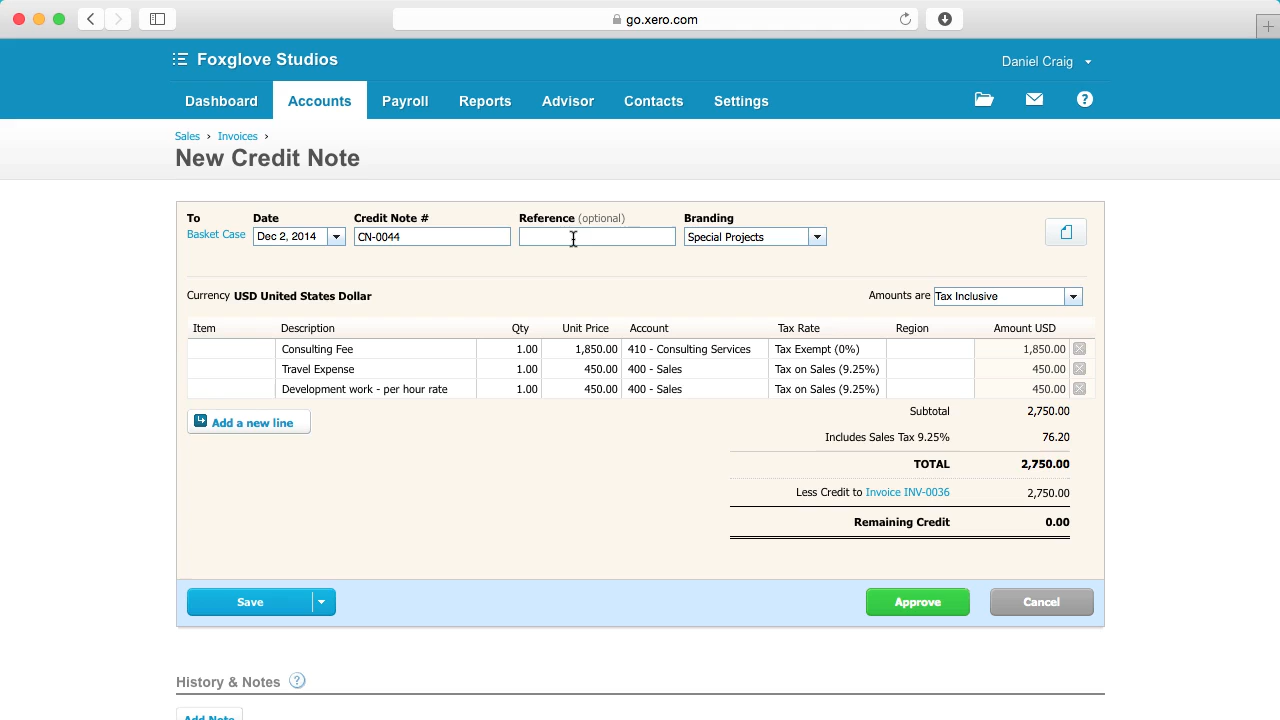 go.xero.com
Foxglove Studios
Daniel Craig
Dashboard Accounts Payroll Reports Advisor Contacts Settings ?
Sales › Invoices ›
New Credit Note
To Date Credit Note # Reference (optional) Branding
Basket Case Dec 2, 2014 CN-0044 Special Projects
Currency USD United States Dollar Amounts are Tax Inclusive
Item Description Qty Unit Price Account Tax Rate Region Amount USD
Consulting Fee 1.00 1,850.00 410 - Consulting Services Tax Exempt (0%) 1,850.00
Travel Expense 1.00 450.00 400 - Sales Tax on Sales (9.25%) 450.00
Development work - per hour rate 1.00 450.00 400 - Sales Tax on Sales (9.25%) 450.00
Add a new line
Subtotal 2,750.00
Includes Sales Tax 9.25% 76.20
TOTAL 2,750.00
Less Credit to Invoice INV-0036 2,750.00
Remaining Credit 0.00
Save Approve Cancel
History & Notes ?
Add Note